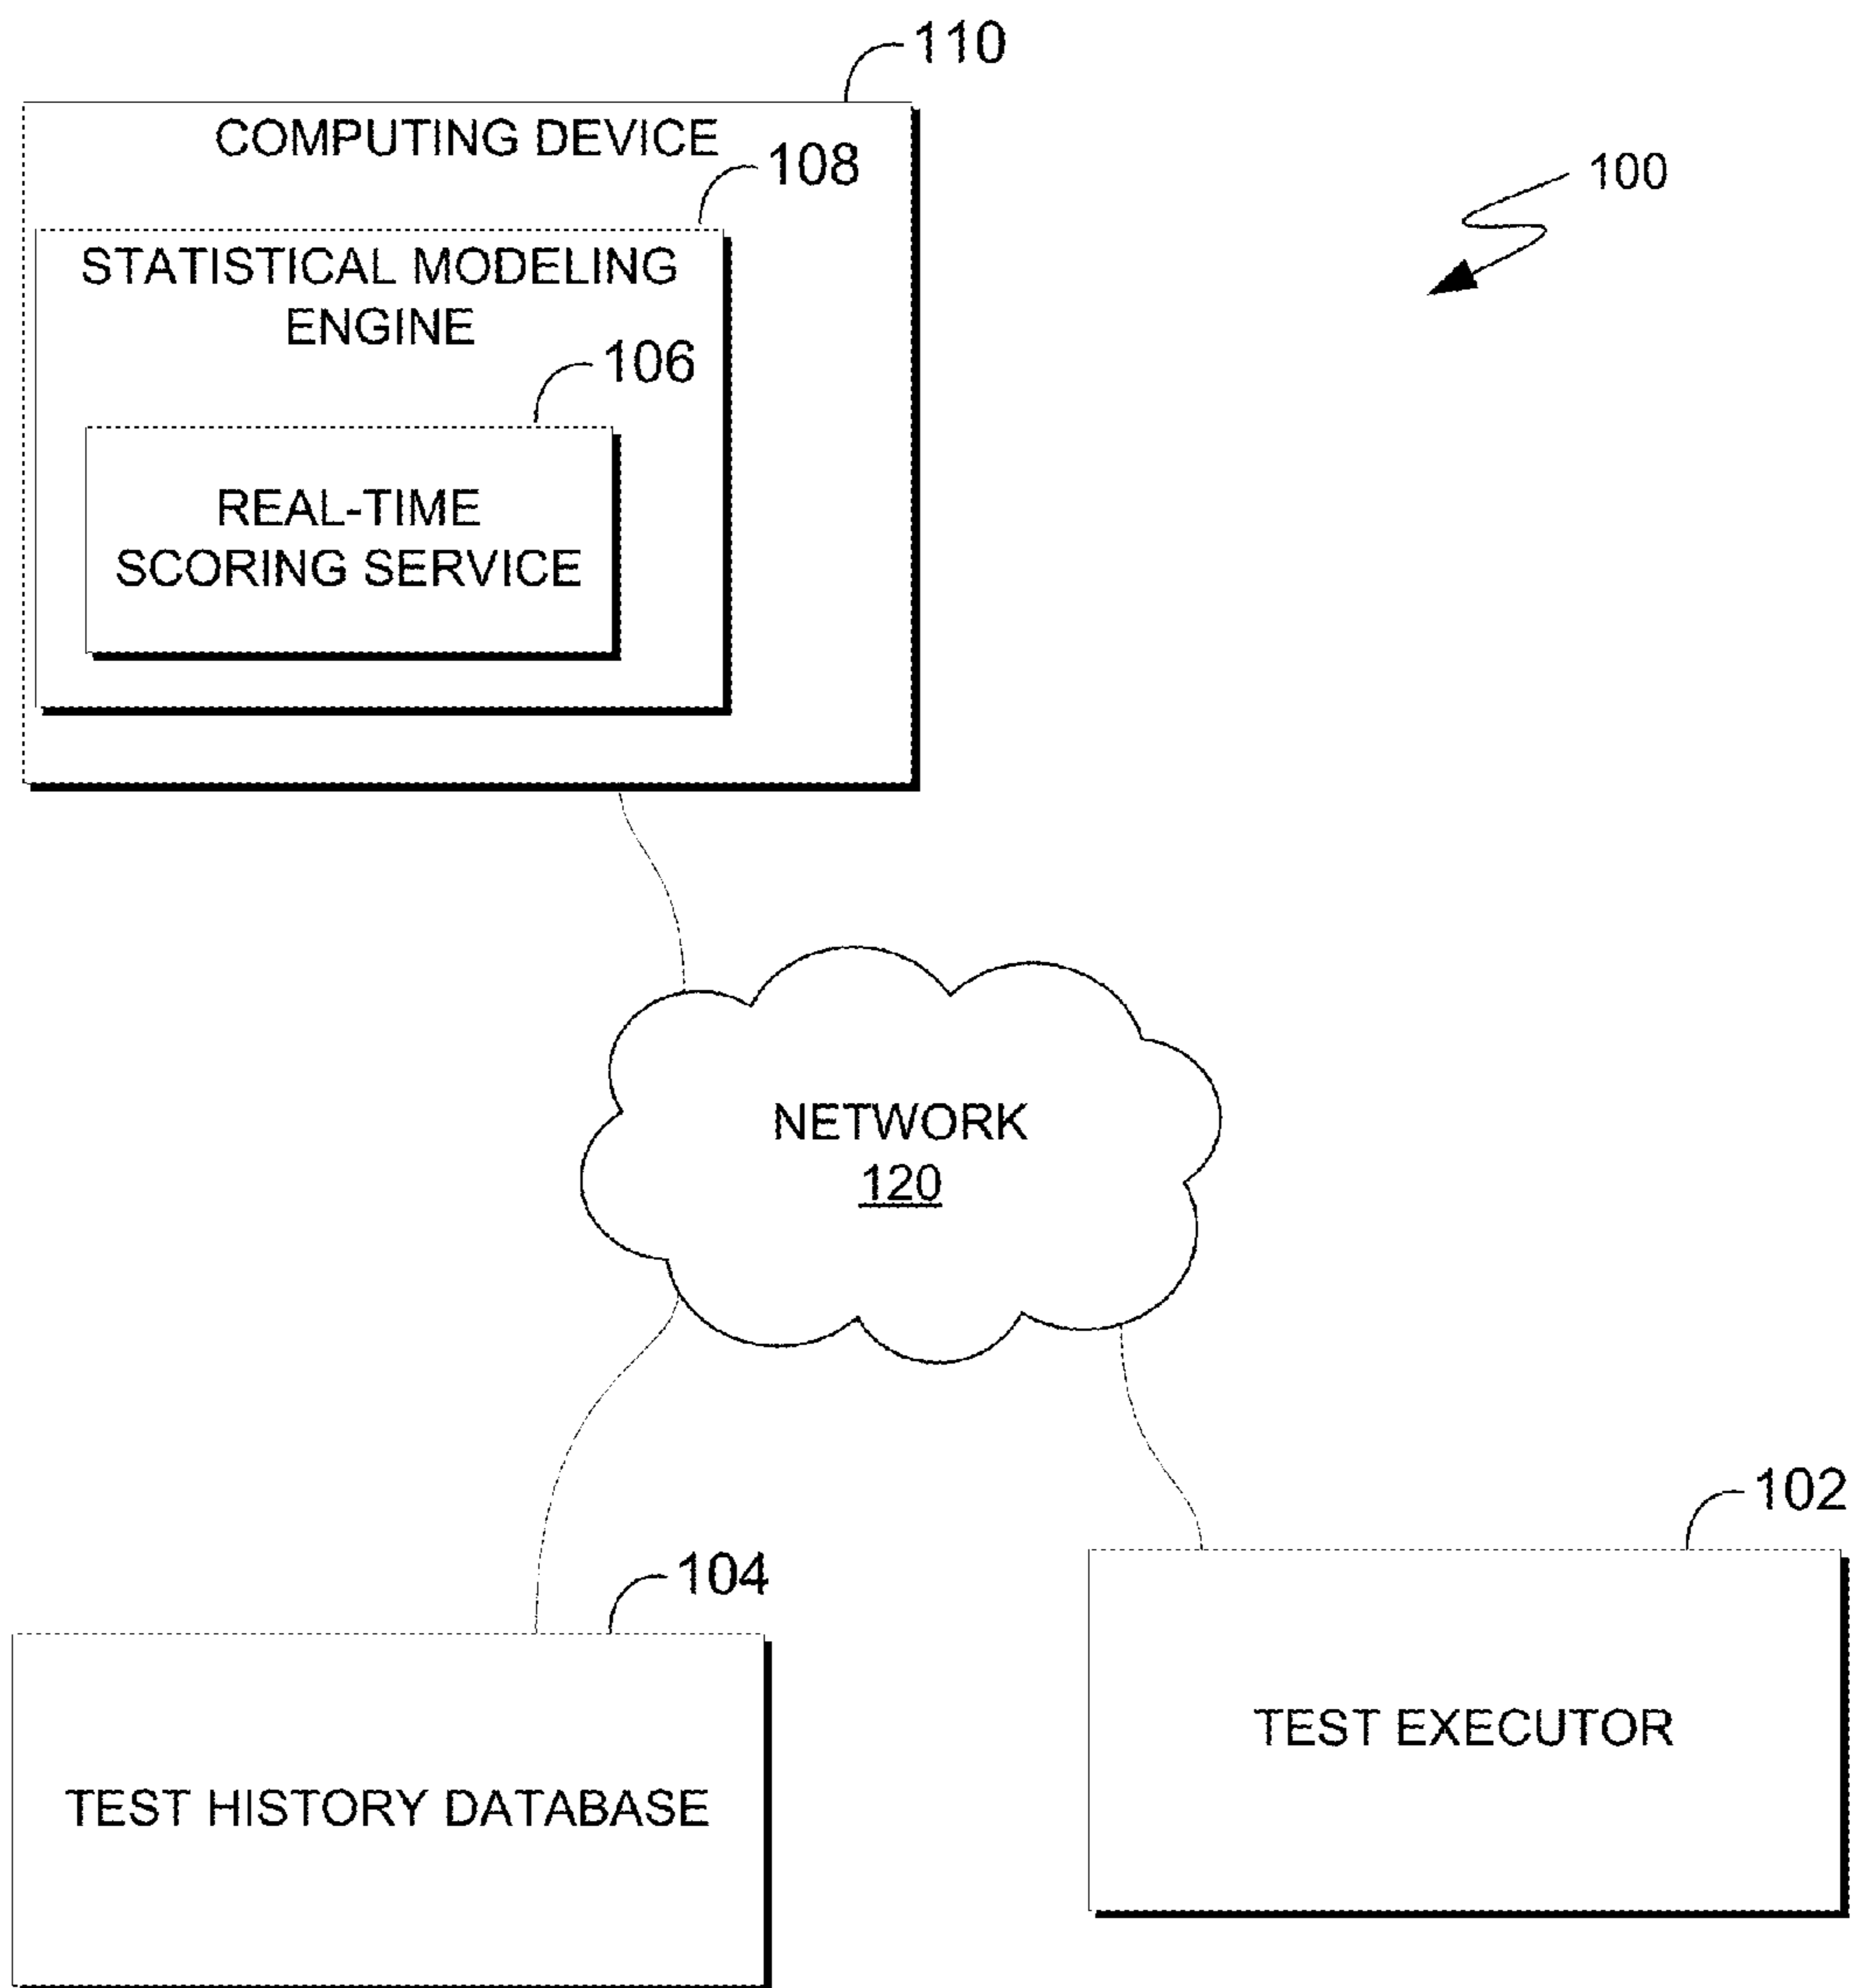 110
COMPUTING DEVICE
108
100
STATISTICAL MODELING
ENGINE
106
REAL-TIME
SCORING SERVICE
NETWORK
120
102
104
TEST EXECUTOR
TEST HISTORY DATABASE